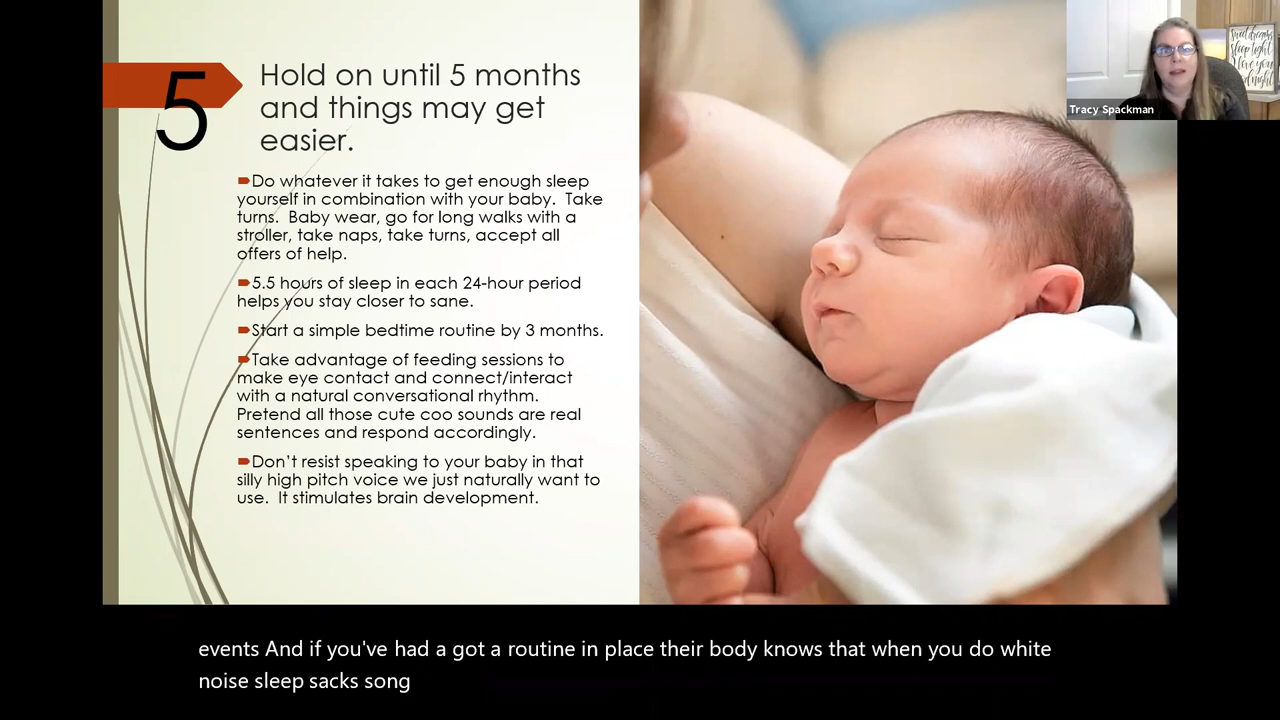 5
Hold on until 5 months
and things may get
easier.
Do whatever it takes to get enough sleep
yourself in combination with your baby.  Take
turns.  Baby wear, go for long walks with a
stroller, take naps, take turns, accept all
offers of help.
5.5 hours of sleep in each 24-hour period
helps you stay closer to sane.
Start a simple bedtime routine by 3 months.
Take advantage of feeding sessions to
make eye contact and connect/interact
with a natural conversational rhythm.
Pretend all those cute coo sounds are real
sentences and respond accordingly.
Don’t resist speaking to your baby in that
silly high pitch voice we just naturally want to
use.  It stimulates brain development.
sweet dreams
sleep tight
love you
Tracy Spackman
events And if you've had a got a routine in place their body knows that when you do white
noise sleep sacks song